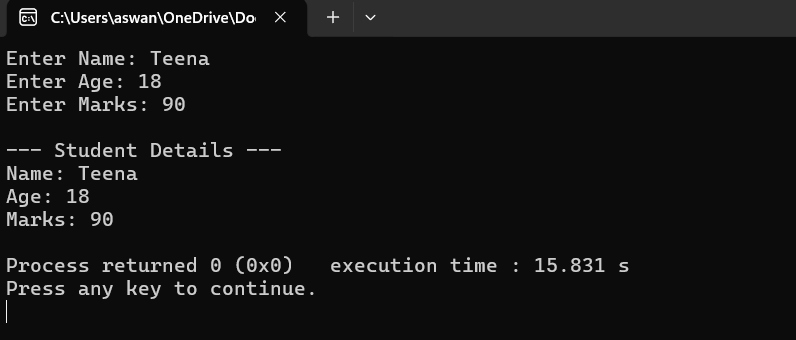 C:\Users\aswan\OneDrive\Do
Enter Name: Teena
Enter Age: 18
Enter Marks: 90
--- Student Details ---
Name: Teena
Age: 18
Marks: 90
Process returned 0 (0x0)   execution time : 15.831 s
Press any key to continue.